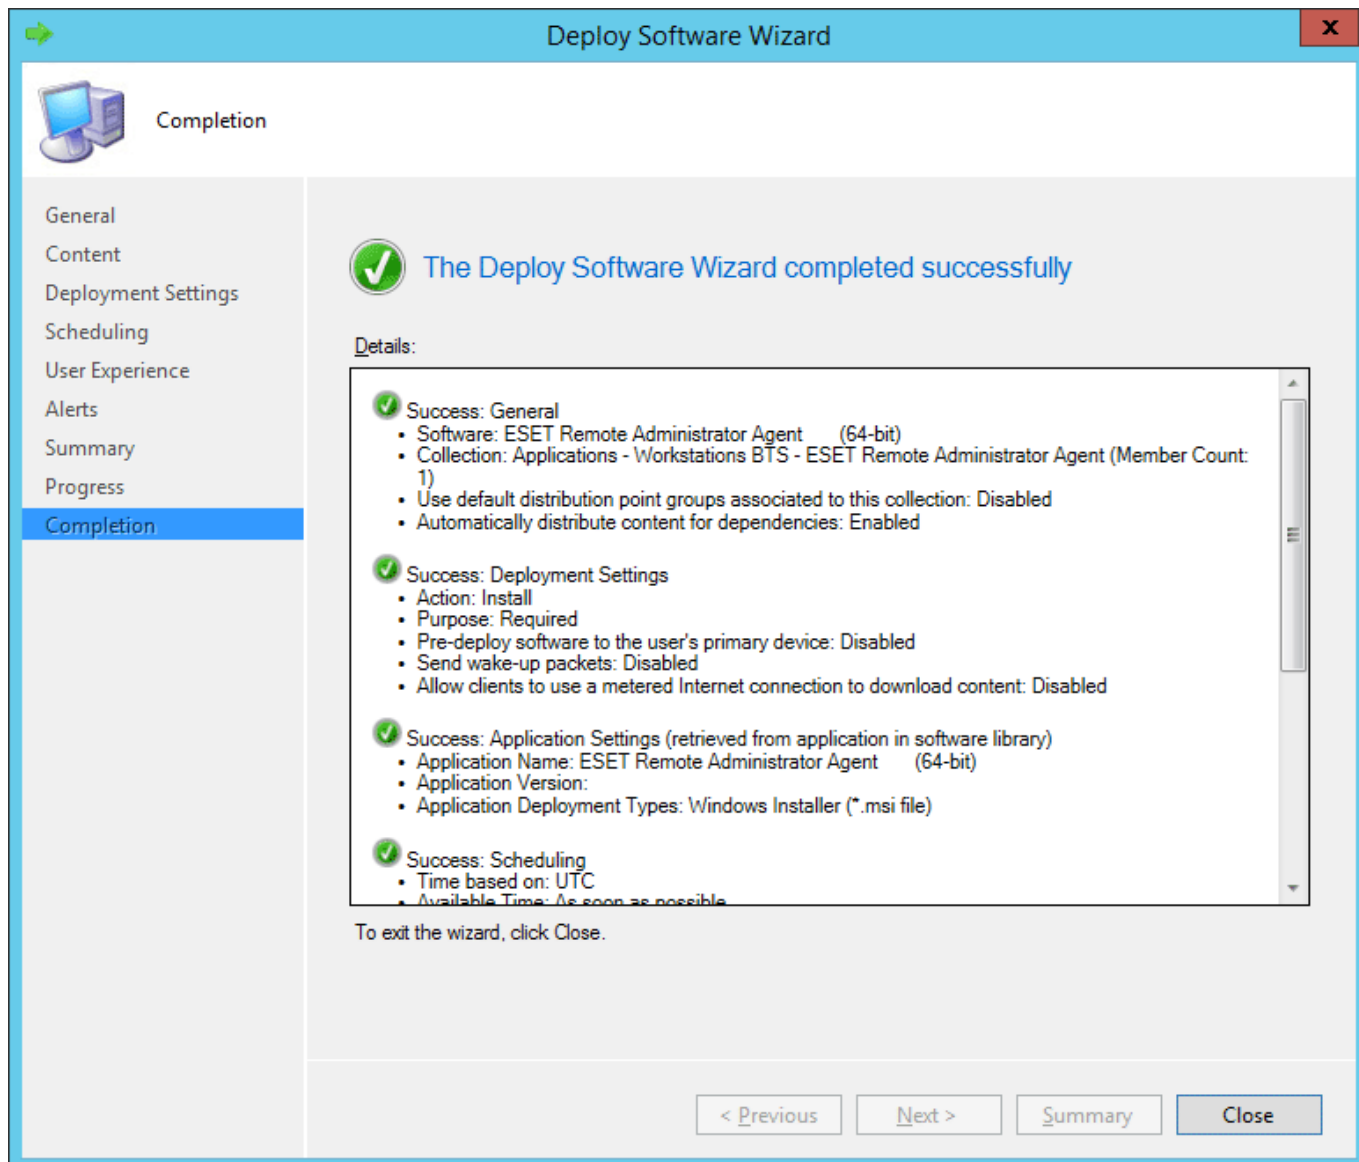 Deploy Software Wizard
x
Completion
General
Content
Deployment Settings
Scheduling
User Experience
Alerts
Summary
Progress
Completion
The Deploy Software Wizard completed successfully
Details:
Success: General
• Software: ESET Remote Administrator Agent (64-bit)
• Collection: Applications - Workstations BTS - ESET Remote Administrator Agent (Member Count:
1)
• Use default distribution point groups associated to this collection: Disabled
• Automatically distribute content for dependencies: Enabled
Success: Deployment Settings
• Action: Install
• Purpose: Required
• Pre-deploy software to the user's primary device: Disabled
• Send wake-up packets: Disabled
• Allow clients to use a metered Internet connection to download content: Disabled
Success: Application Settings (retrieved from application in software library)
• Application Name: ESET Remote Administrator Agent (64-bit)
• Application Version:
• Application Deployment Types: Windows Installer (*.msi file)
Success: Scheduling
• Time based on: UTC
• Available Time: As soon as possible
To exit the wizard, click Close.
< Previous
Next >
Summary
Close